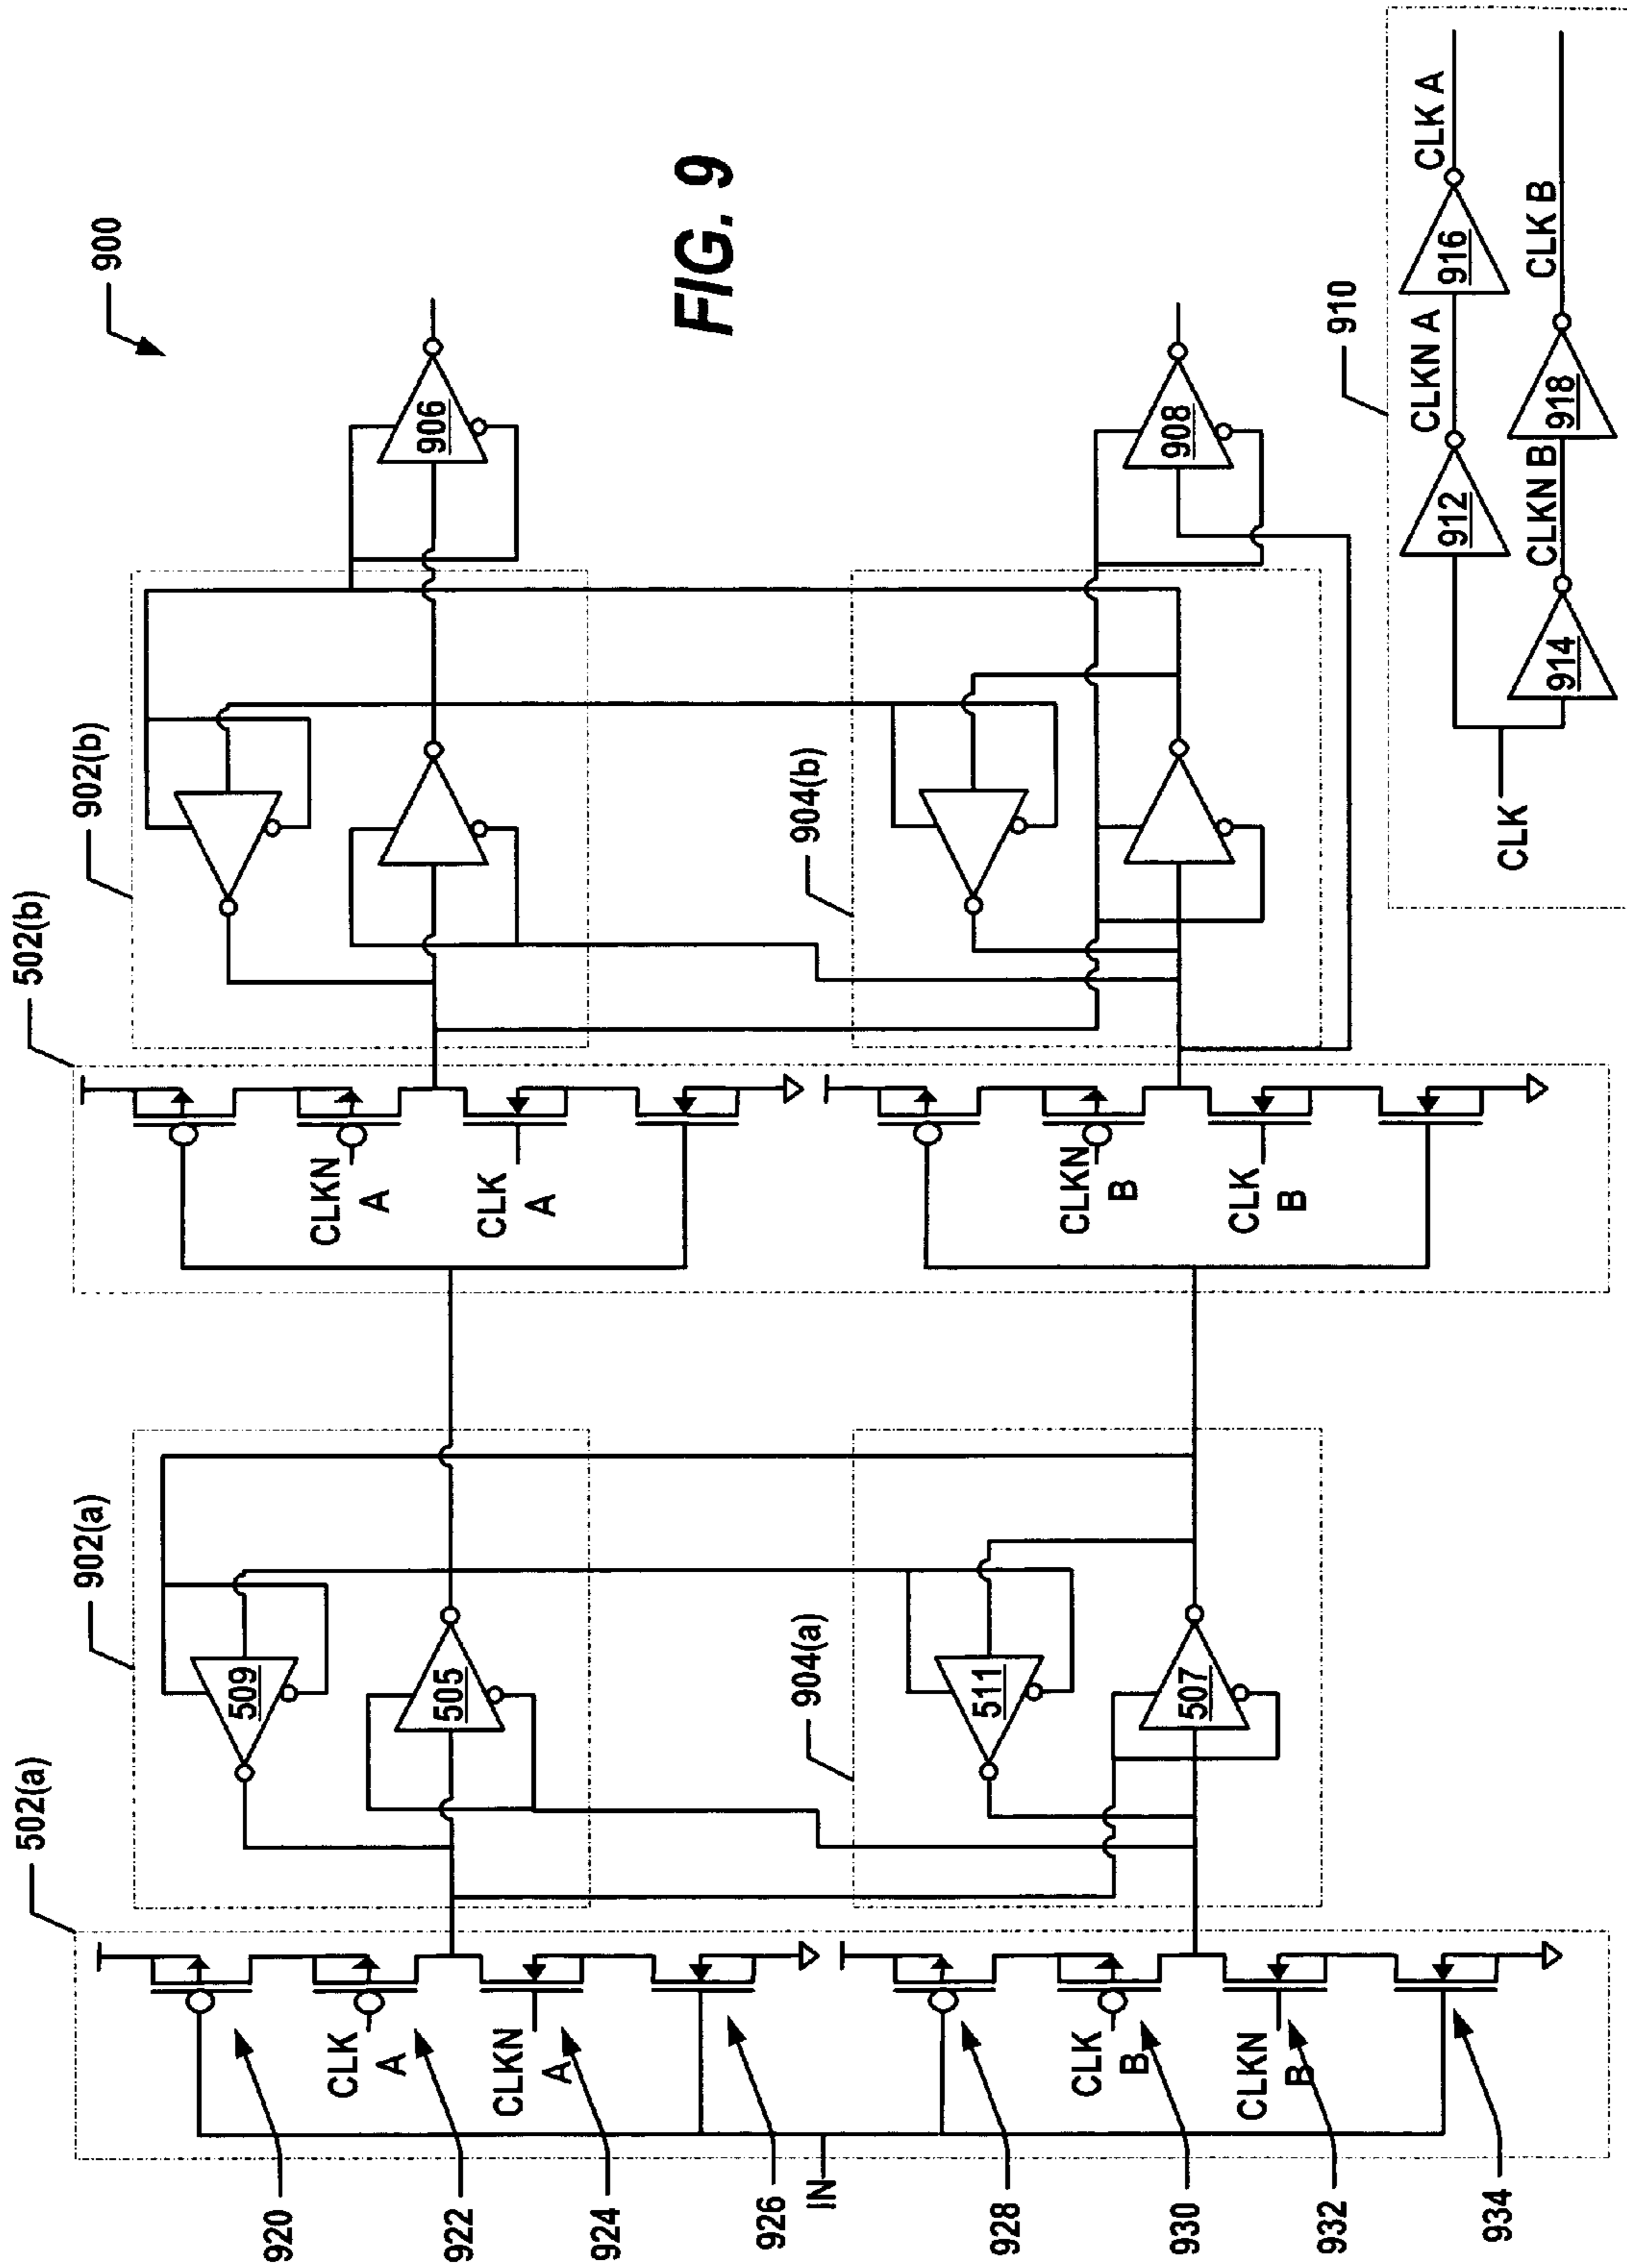 FIG. 9
900
502(a)
902(a)
502(b)
902(b)
904(a)
904(b)
509
505
511
507
906
908
920
CLK
A
922
CLKN
A
924
926
IN
928
CLK
B
930
CLKN
B
932
934
CLKN
A
CLK
A
CLKN
B
CLK
B
910
CLK
912
CLKN A
916
CLK A
914
CLKN B
918
CLK B